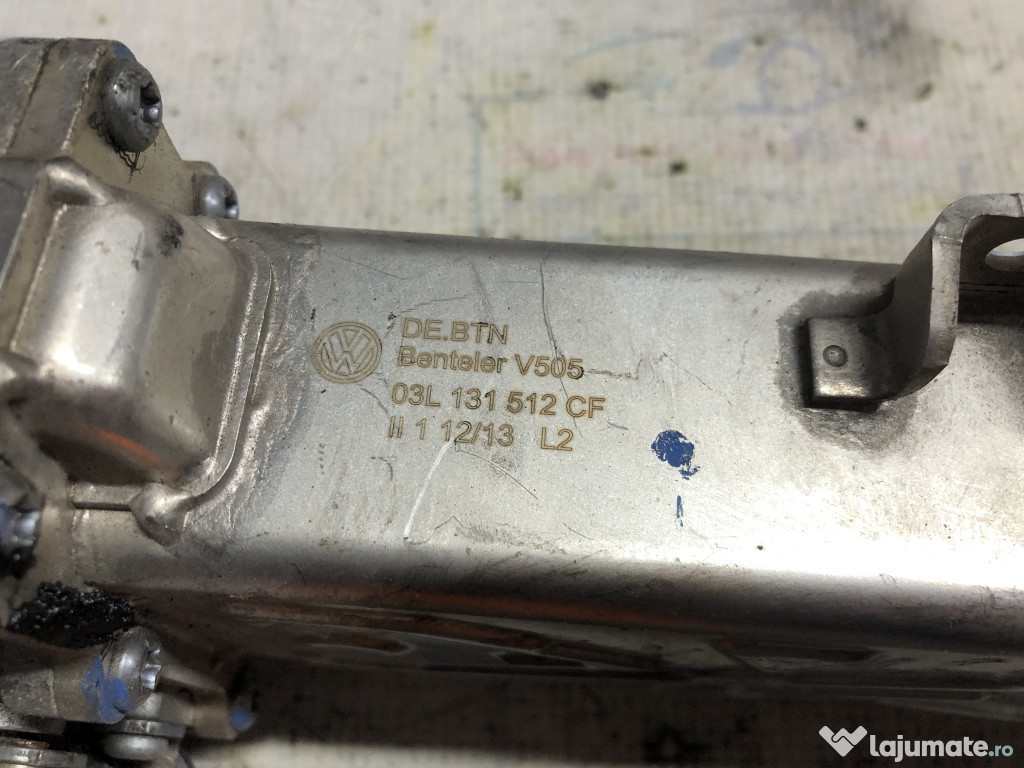 DE.BTN
Benteler V505
03L 131 512 CF
II 1 12/13 L2
lajumate.ro